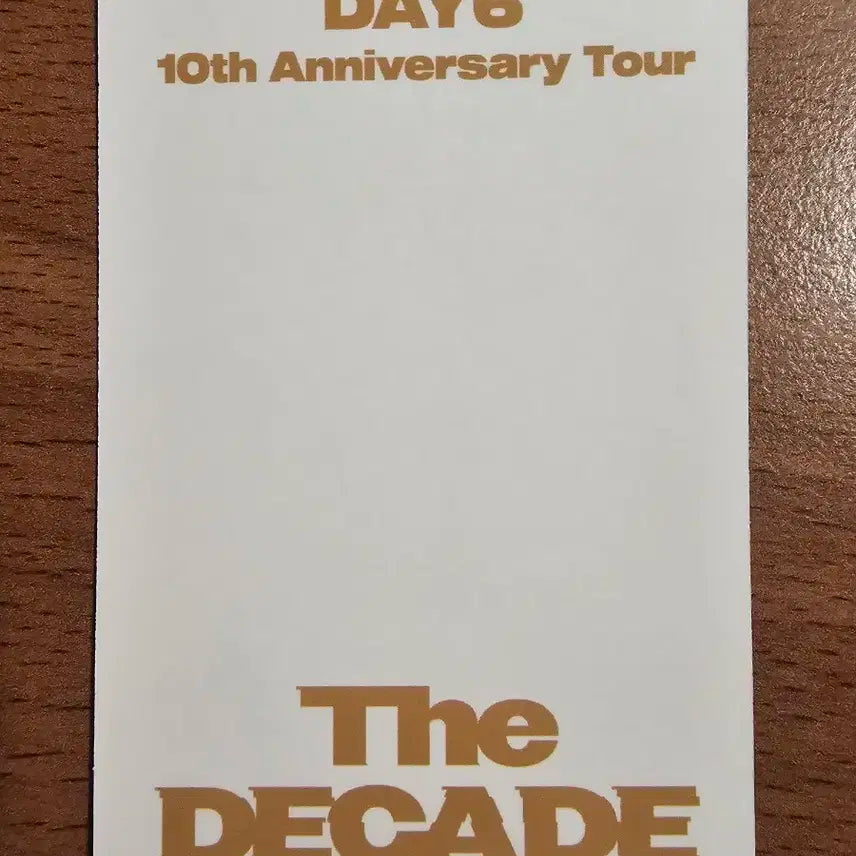 DAY6
10th Anniversary Tour
The
DECADE